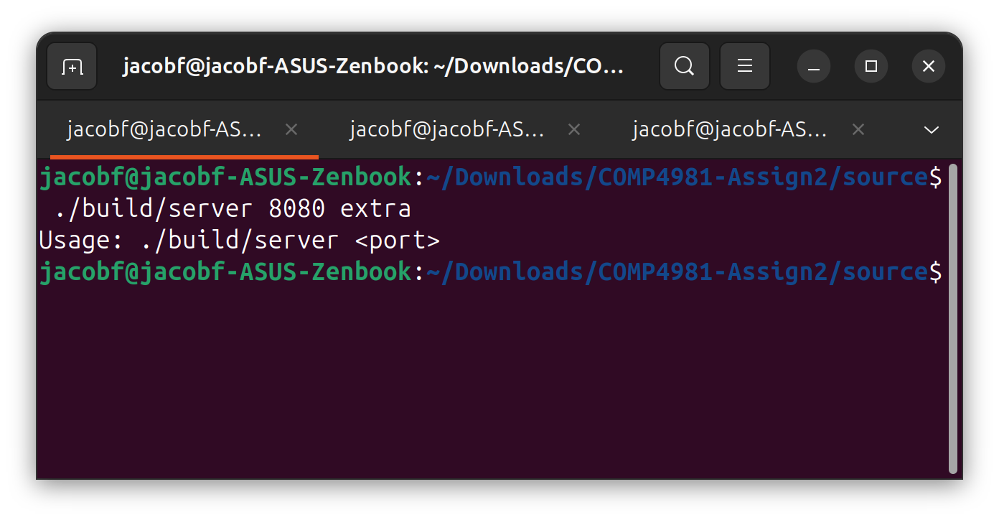 jacobf@jacobf-ASUS-Zenbook: ~/Downloads/CO...
jacobf@jacobf-AS... jacobf@jacobf-AS... jacobf@jacobf-AS...
jacobf@jacobf-ASUS-Zenbook:~/Downloads/COMP4981-Assign2/source$
./build/server 8080 extra
Usage: ./build/server <port>
jacobf@jacobf-ASUS-Zenbook:~/Downloads/COMP4981-Assign2/source$